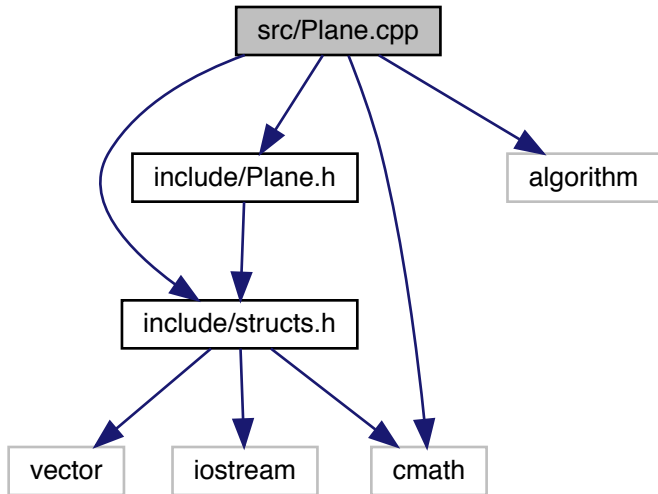 src/Plane.cpp
include/Plane.h
algorithm
include/structs.h
vector
iostream
cmath